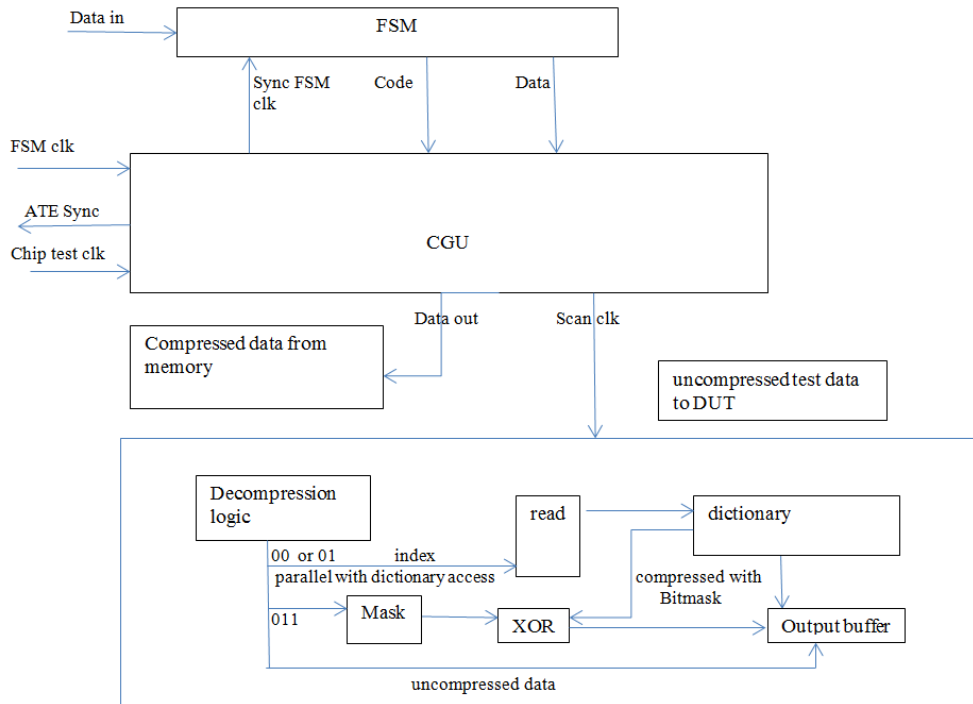 Data in
FSM
Sync FSM
clk
Code
Data
FSM clk
ATE Sync
CGU
Chip test clk
Data out
Scan clk
Compressed data from
memory
uncompressed test data
to DUT
Decompression
logic
read
dictionary
00 or 01 index
parallel with dictionary access
compressed with
Bitmask
011
Mask
XOR
Output buffer
uncompressed data